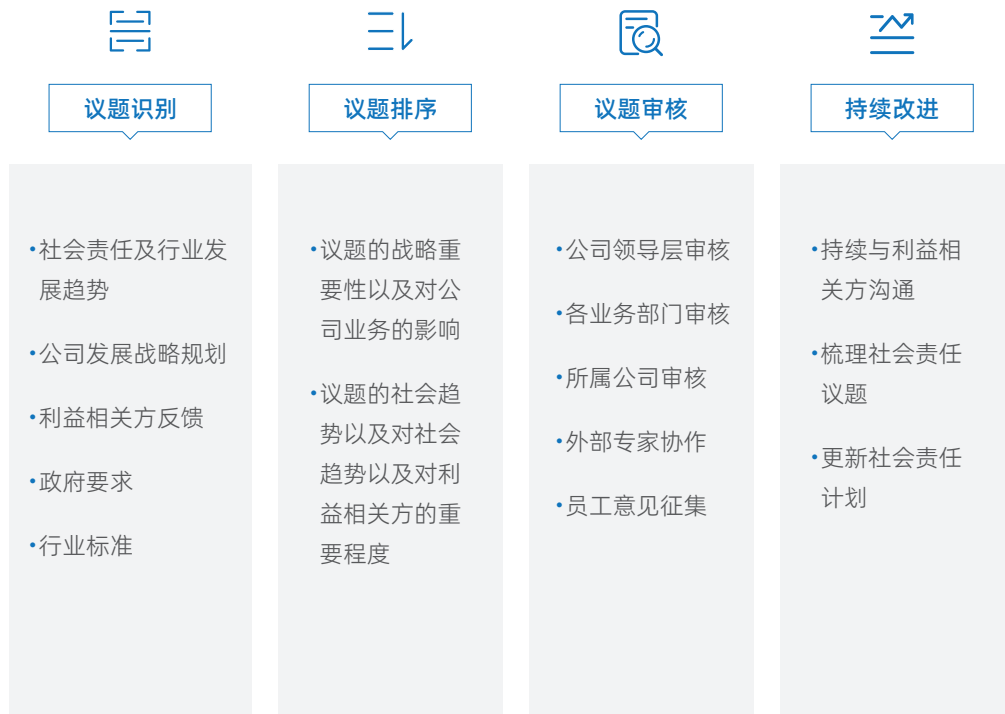 议题识别
议题排序
议题审核
持续改进
•社会责任及行业发
展趋势
•公司发展战略规划
•利益相关方反馈
•政府要求
•行业标准
•议题的战略重
要性以及对公
司业务的影响
•议题的社会趋
势以及对社会
趋势以及对利
益相关方的重
要程度
•公司领导层审核
•各业务部门审核
•所属公司审核
•外部专家协作
•员工意见征集
•持续与利益相
关方沟通
•梳理社会责任
议题
•更新社会责任
计划